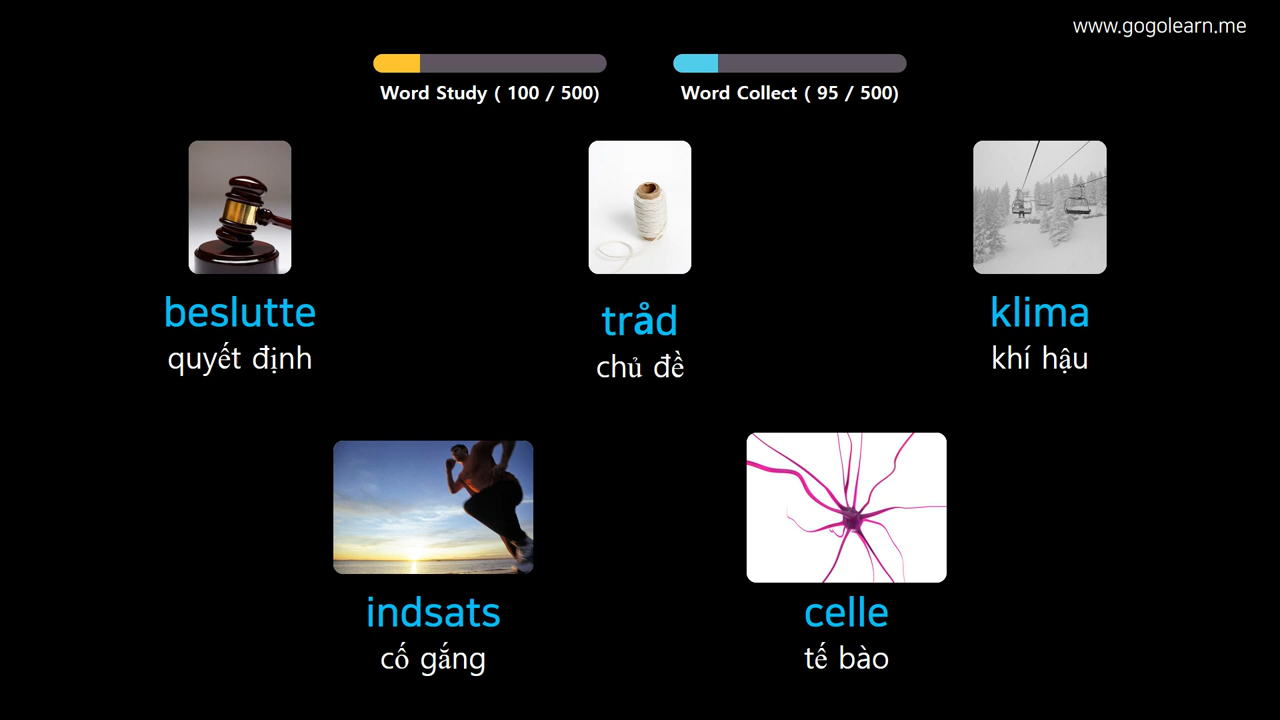 www.gogolearn.me
Word Study ( 100 / 500)
Word Collect ( 95 / 500)
beslutte
quyết định
tråd
chủ đề
klima
khí hậu
indsats
cố gắng
celle
tế bào